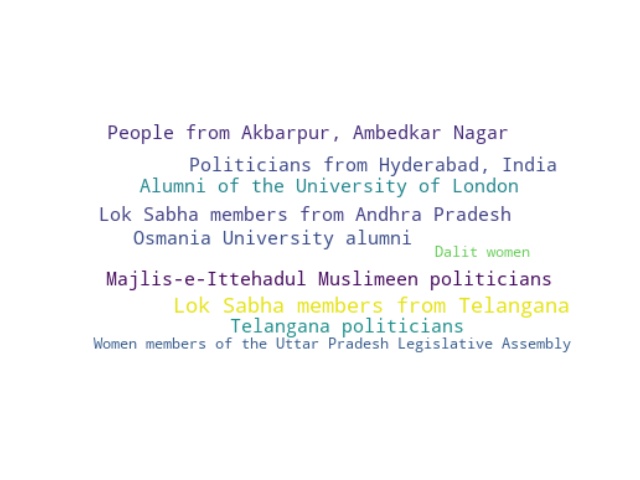 People from Akbarpur, Ambedkar Nagar
Politicians from Hyderabad, India
Alumni of the University of London
Lok Sabha members from Andhra Pradesh
Osmania University alumni
Dalit women
Majlis-e-Ittehadul Muslimeen politicians
Lok Sabha members from Telangana
Telangana politicians
Women members of the Uttar Pradesh Legislative Assembly